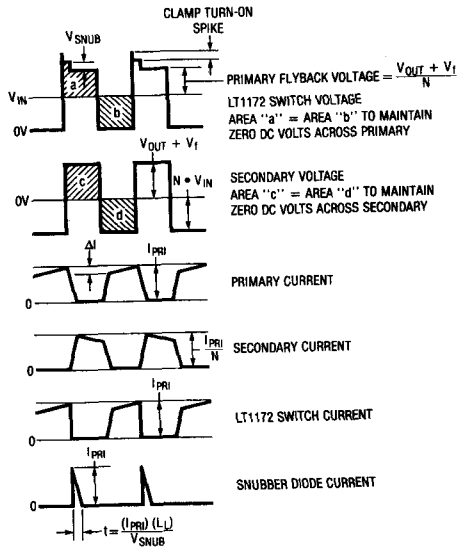 CLAMP TURN-ON
SPIKE
VSNUB
a
b
VIN
0V
PRIMARY FLYBACK VOLTAGE = VOUT + Vf
N
LT1172 SWITCH VOLTAGE
AREA "a" = AREA "b" TO MAINTAIN
ZERO DC VOLTS ACROSS PRIMARY
VOUT + Vf
N • VIN
c
d
0V
SECONDARY VOLTAGE
AREA "c" = AREA "d" TO MAINTAIN
ZERO DC VOLTS ACROSS SECONDARY
ΔI
IPRI
0
PRIMARY CURRENT
IPRI
N
0
SECONDARY CURRENT
IPRI
0
LT1172 SWITCH CURRENT
IPRI
0
SNUBBER DIODE CURRENT
t = (IPRI) (LL)
VSNUB